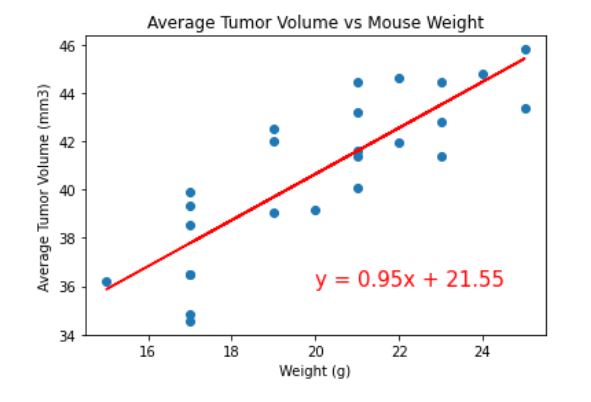 Average Tumor Volume vs Mouse Weight
Average Tumor Volume (mm3)
46
44
42
40
38
36
34
y = 0.95x + 21.55
16 18 20 22 24
Weight (g)